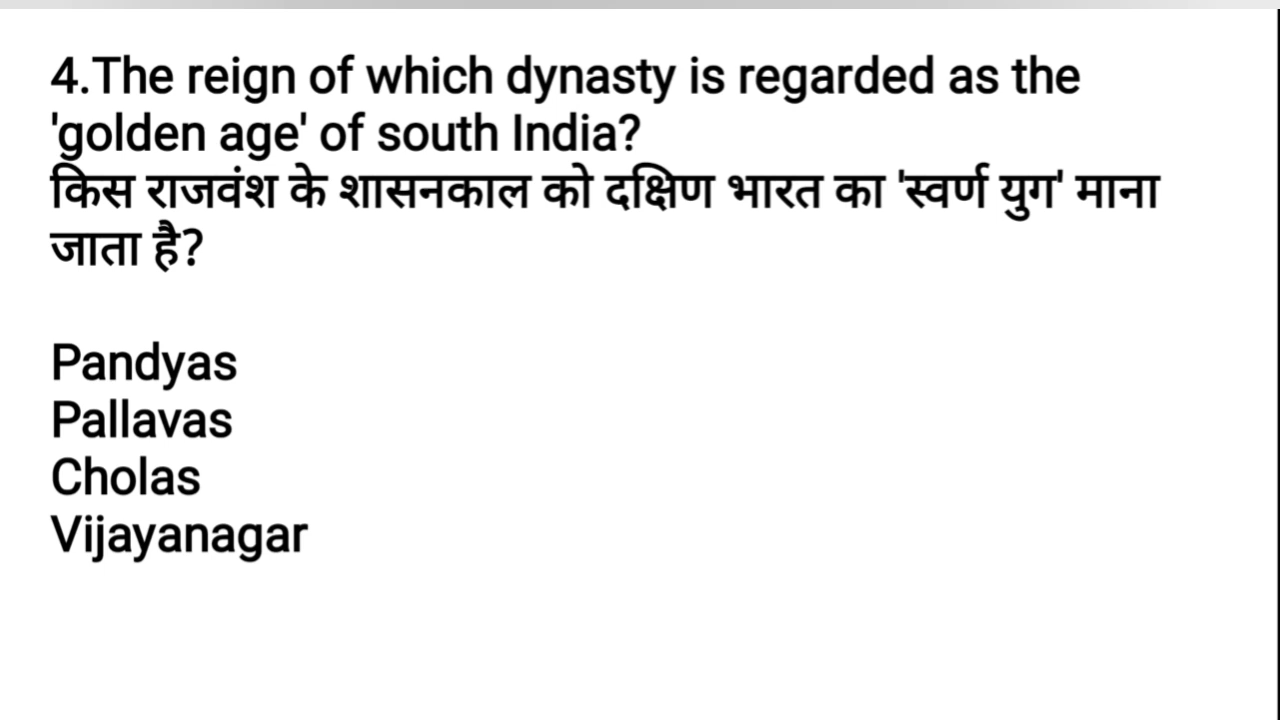 4.The reign of which dynasty is regarded as the
'golden age' of south India?
किस राजवंश के शासनकाल को दक्षिण भारत का 'स्वर्ण युग' माना
जाता है?
Pandyas
Pallavas
Cholas
Vijayanagar